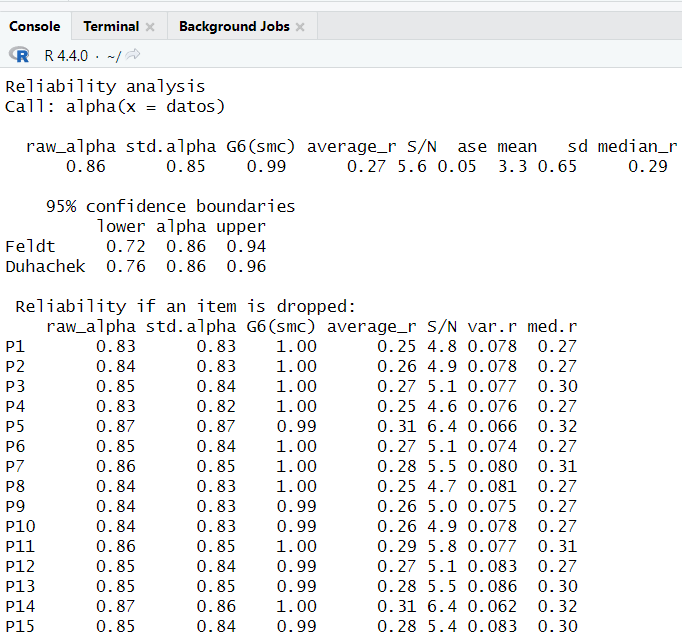 Console Terminal Background Jobs
R 4.4.0 · ~/
Reliability analysis
Call: alpha(x = datos)
raw_alpha std.alpha G6(smc) average_r S/N ase mean sd median_r
0.86 0.85 0.99 0.27 5.6 0.05 3.3 0.65 0.29
95% confidence boundaries
lower alpha upper
Feldt 0.72 0.86 0.94
Duhachek 0.76 0.86 0.96
Reliability if an item is dropped:
raw_alpha std.alpha G6(smc) average_r S/N var.r med.r
P1 0.83 0.83 1.00 0.25 4.8 0.078 0.27
P2 0.84 0.83 1.00 0.26 4.9 0.078 0.27
P3 0.85 0.84 1.00 0.27 5.1 0.077 0.30
P4 0.83 0.82 1.00 0.25 4.6 0.076 0.27
P5 0.87 0.87 0.99 0.31 6.4 0.066 0.32
P6 0.85 0.84 1.00 0.27 5.1 0.074 0.27
P7 0.86 0.85 1.00 0.28 5.5 0.080 0.31
P8 0.84 0.83 1.00 0.25 4.7 0.081 0.27
P9 0.84 0.83 0.99 0.26 5.0 0.075 0.27
P10 0.84 0.83 0.99 0.26 4.9 0.078 0.27
P11 0.86 0.85 1.00 0.29 5.8 0.077 0.31
P12 0.85 0.84 0.99 0.27 5.1 0.083 0.27
P13 0.85 0.85 0.99 0.28 5.5 0.086 0.30
P14 0.87 0.86 1.00 0.31 6.4 0.062 0.32
P15 0.85 0.84 0.99 0.28 5.4 0.083 0.30